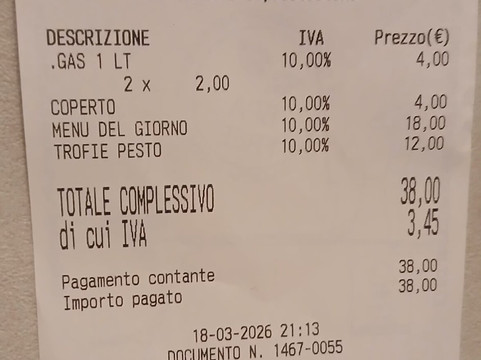 DESCRIZIONE IVA Prezzo(€)
.GAS 1 LT 10,00% 4,00
2 x 2,00
COPERTO 10,00% 4,00
MENU DEL GIORNO 10,00% 18,00
TROFIE PESTO 10,00% 12,00
TOTALE COMPLESSIVO 38,00
di cui IVA 3,45
Pagamento contante 38,00
Importo pagato 38,00
18-03-2026 21:13
DOCUMENTO N. 1467-0055